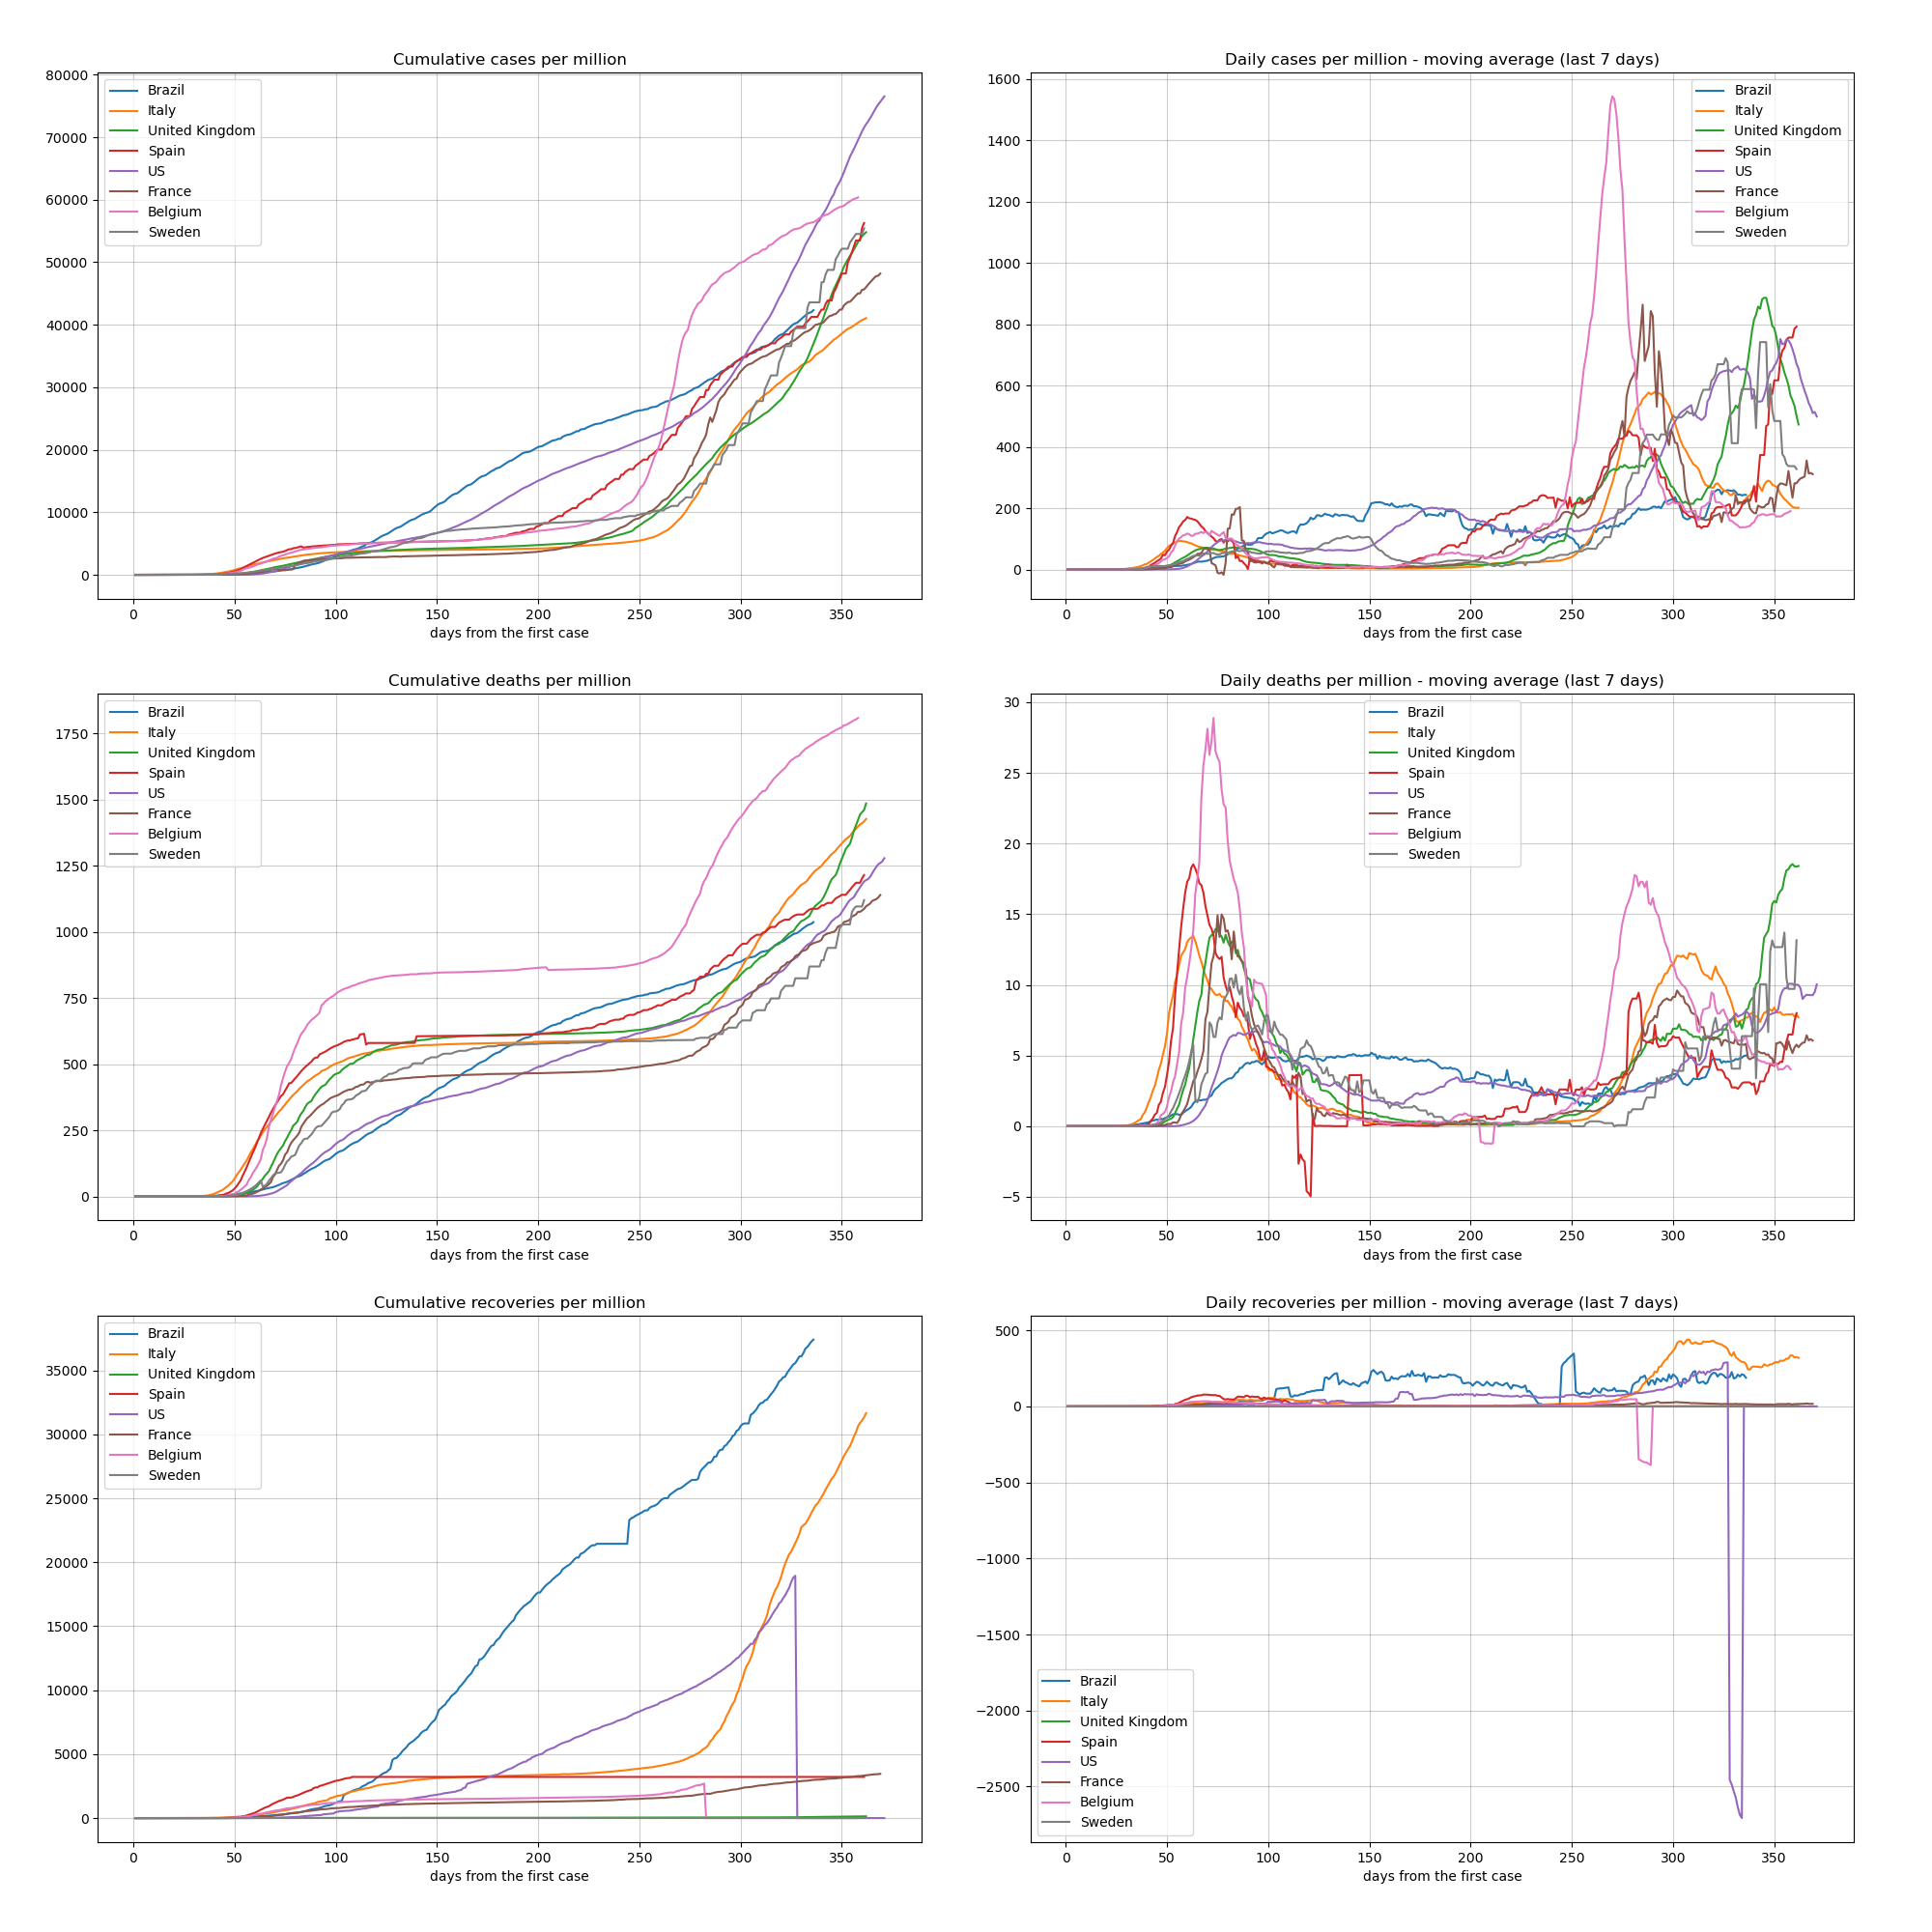 Cumulative cases per million
80000
70000
60000
50000
40000
30000
20000
10000
0
Brazil
Italy
United Kingdom
Spain
US
France
Belgium
Sweden
0 50 100 150 200 250 300 350
days from the first case
Daily cases per million - moving average (last 7 days)
1600
1400
1200
1000
800
600
400
200
0
Brazil
Italy
United Kingdom
Spain
US
France
Belgium
Sweden
0 50 100 150 200 250 300 350
days from the first case
Cumulative deaths per million
1750
1500
1250
1000
750
500
250
0
Brazil
Italy
United Kingdom
Spain
US
France
Belgium
Sweden
0 50 100 150 200 250 300 350
days from the first case
Daily deaths per million - moving average (last 7 days)
30
25
20
15
10
5
0
−5
Brazil
Italy
United Kingdom
Spain
US
France
Belgium
Sweden
0 50 100 150 200 250 300 350
days from the first case
Cumulative recoveries per million
35000
30000
25000
20000
15000
10000
5000
0
Brazil
Italy
United Kingdom
Spain
US
France
Belgium
Sweden
0 50 100 150 200 250 300 350
days from the first case
Daily recoveries per million - moving average (last 7 days)
500
0
−500
−1000
−1500
−2000
−2500
Brazil
Italy
United Kingdom
Spain
US
France
Belgium
Sweden
0 50 100 150 200 250 300 350
days from the first case